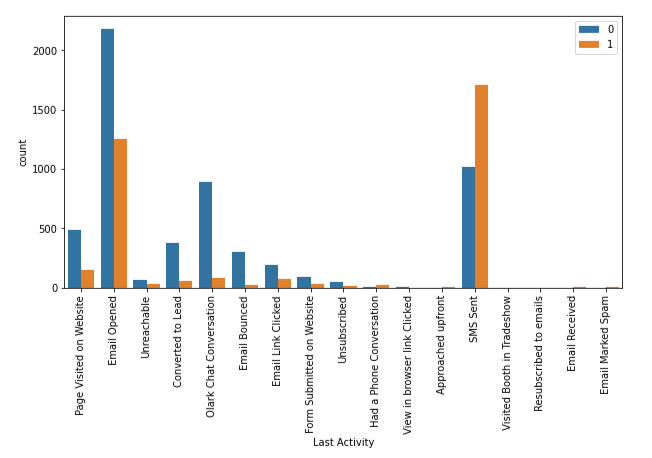 2000
1500
1000
500
0
count
0
1
Page Visited on Website
Email Opened
Unreachable
Converted to Lead
Olark Chat Conversation
Email Bounced
Email Link Clicked
Form Submitted on Website
Unsubscribed
Had a Phone Conversation
View in browser link Clicked
Approached upfront
SMS Sent
Visited Booth in Tradeshow
Resubscribed to emails
Email Received
Email Marked Spam
Last Activity